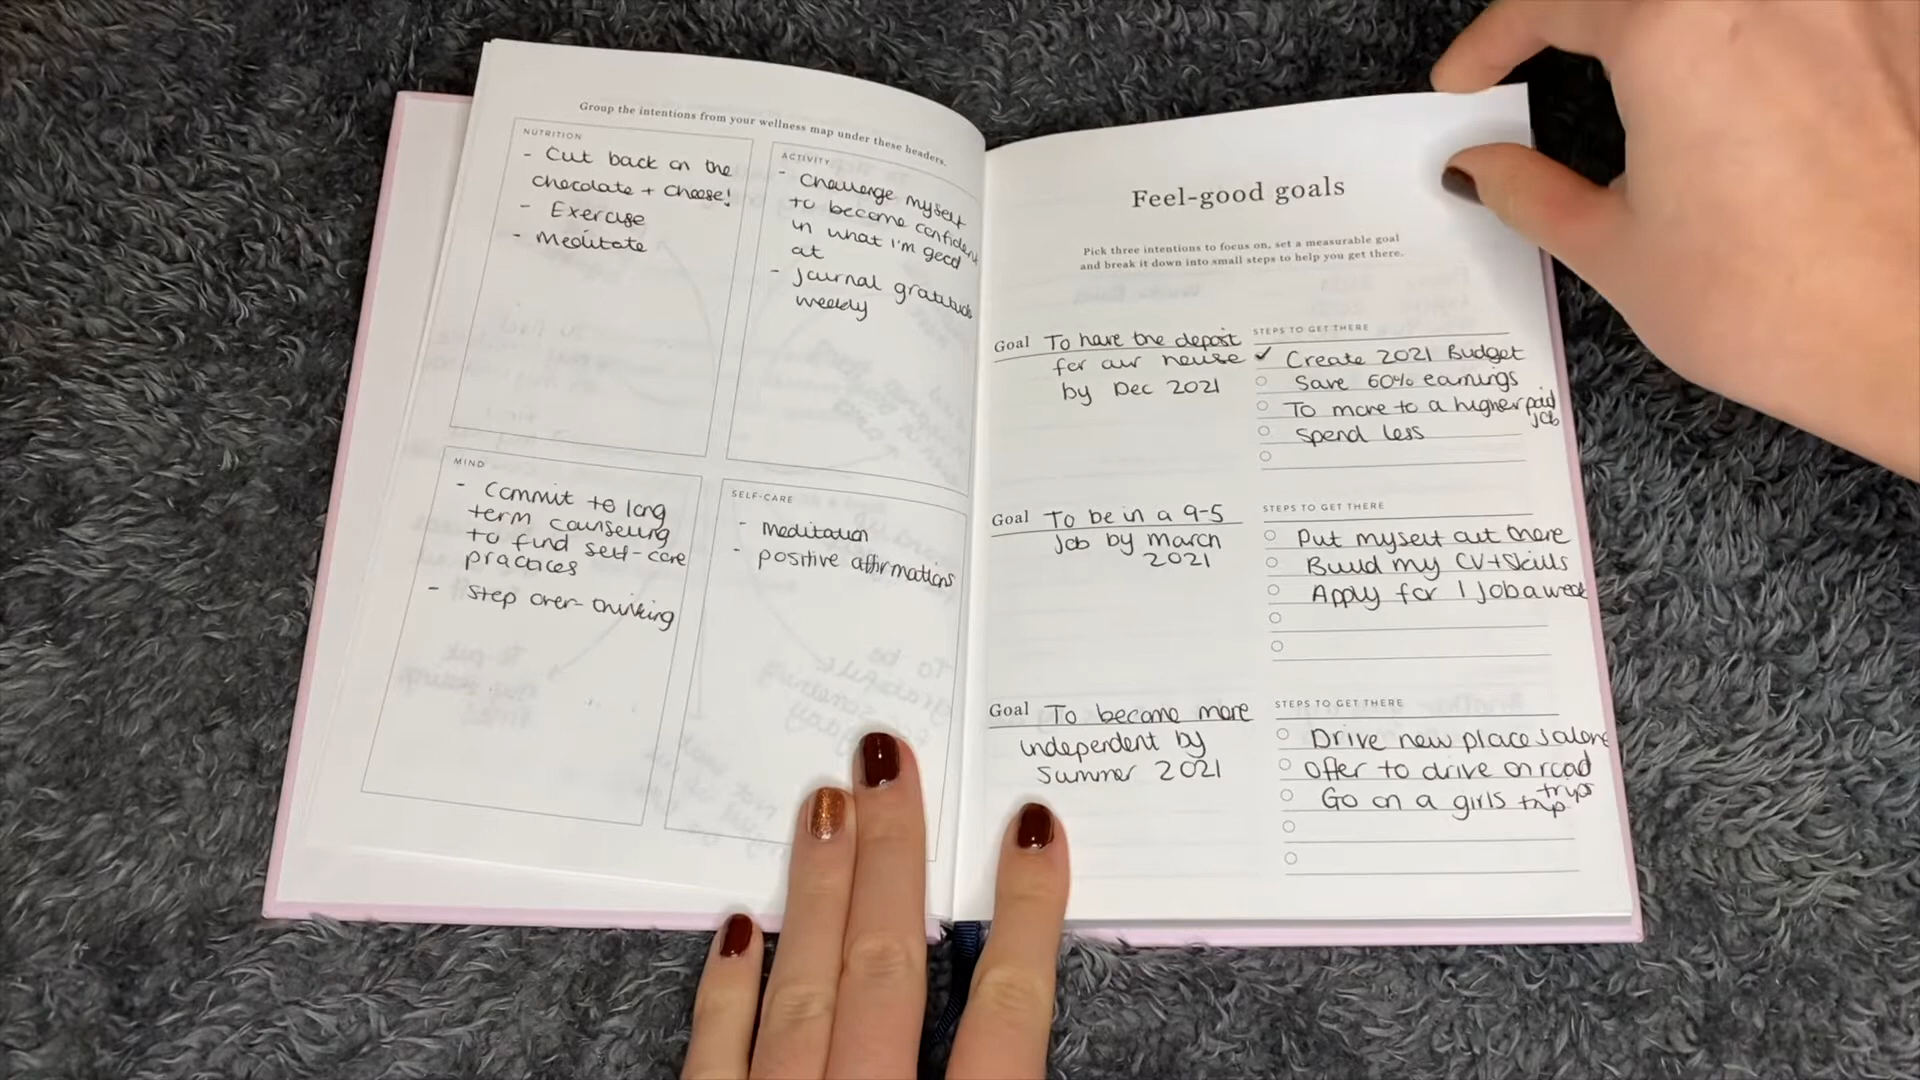 Group the intentions from your wellness map under these headers.
NUTRITION
- Cut back on the
chocolate + cheese!
- Exercise
- Meditate
ACTIVITY
- Challenge myself
to become confident
in what I'm good
at
- Journal gratitude
weekly
MIND
- Commit to long
term counseling
to find self-care
practices
- Stop over-thinking
SELF-CARE
- Meditation
- positive affirmations
Feel-good goals
Pick three intentions to focus on, set a measurable goal
and break it down into small steps to help you get there.
Goal To have the deposit
for our house
by Dec 2021
STEPS TO GET THERE
✓ Create 2021 Budget
Save 60% earnings
To move to a higher paid
job
Spend less
Goal To be in a 9-5
job by march
2021
STEPS TO GET THERE
Put myself out there
Build my CV + Skills
Apply for 1 job a week
Goal To become more
independent by
Summer 2021
STEPS TO GET THERE
Drive new places alone
Offer to drive on road
trips
Go on a girls trip